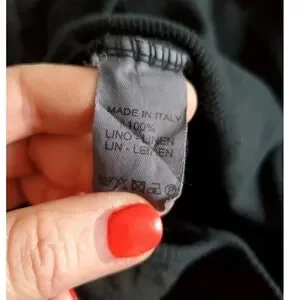 MADE IN ITALY
100%
LINO - LINEN
LIN - LEINEN